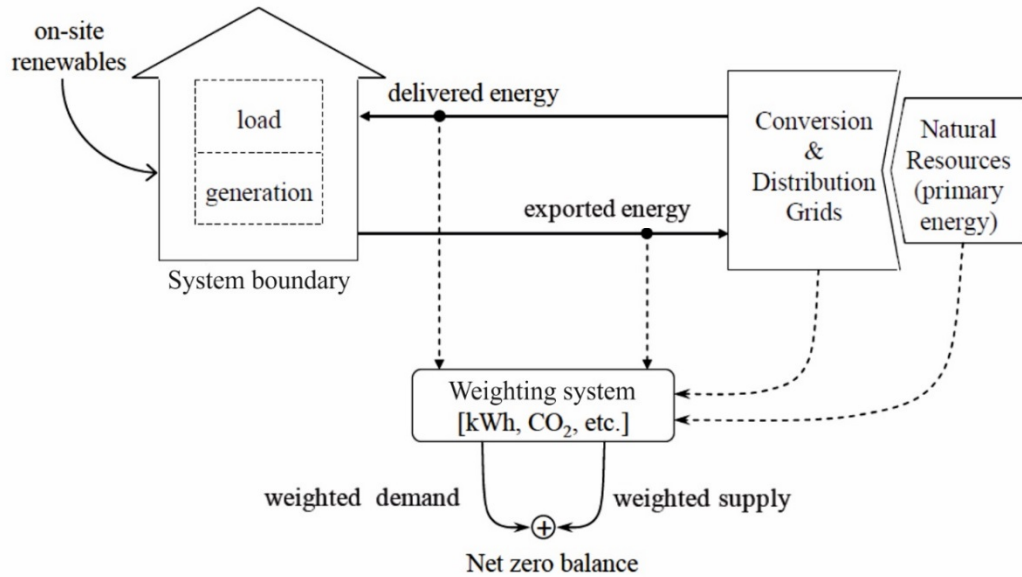 on-site
renewables
load
generation
System boundary
delivered energy
exported energy
Conversion
&
Distribution
Grids
Natural
Resources
(primary
energy)
Weighting system
[kWh, CO₂, etc.]
weighted demand
weighted supply
Net zero balance